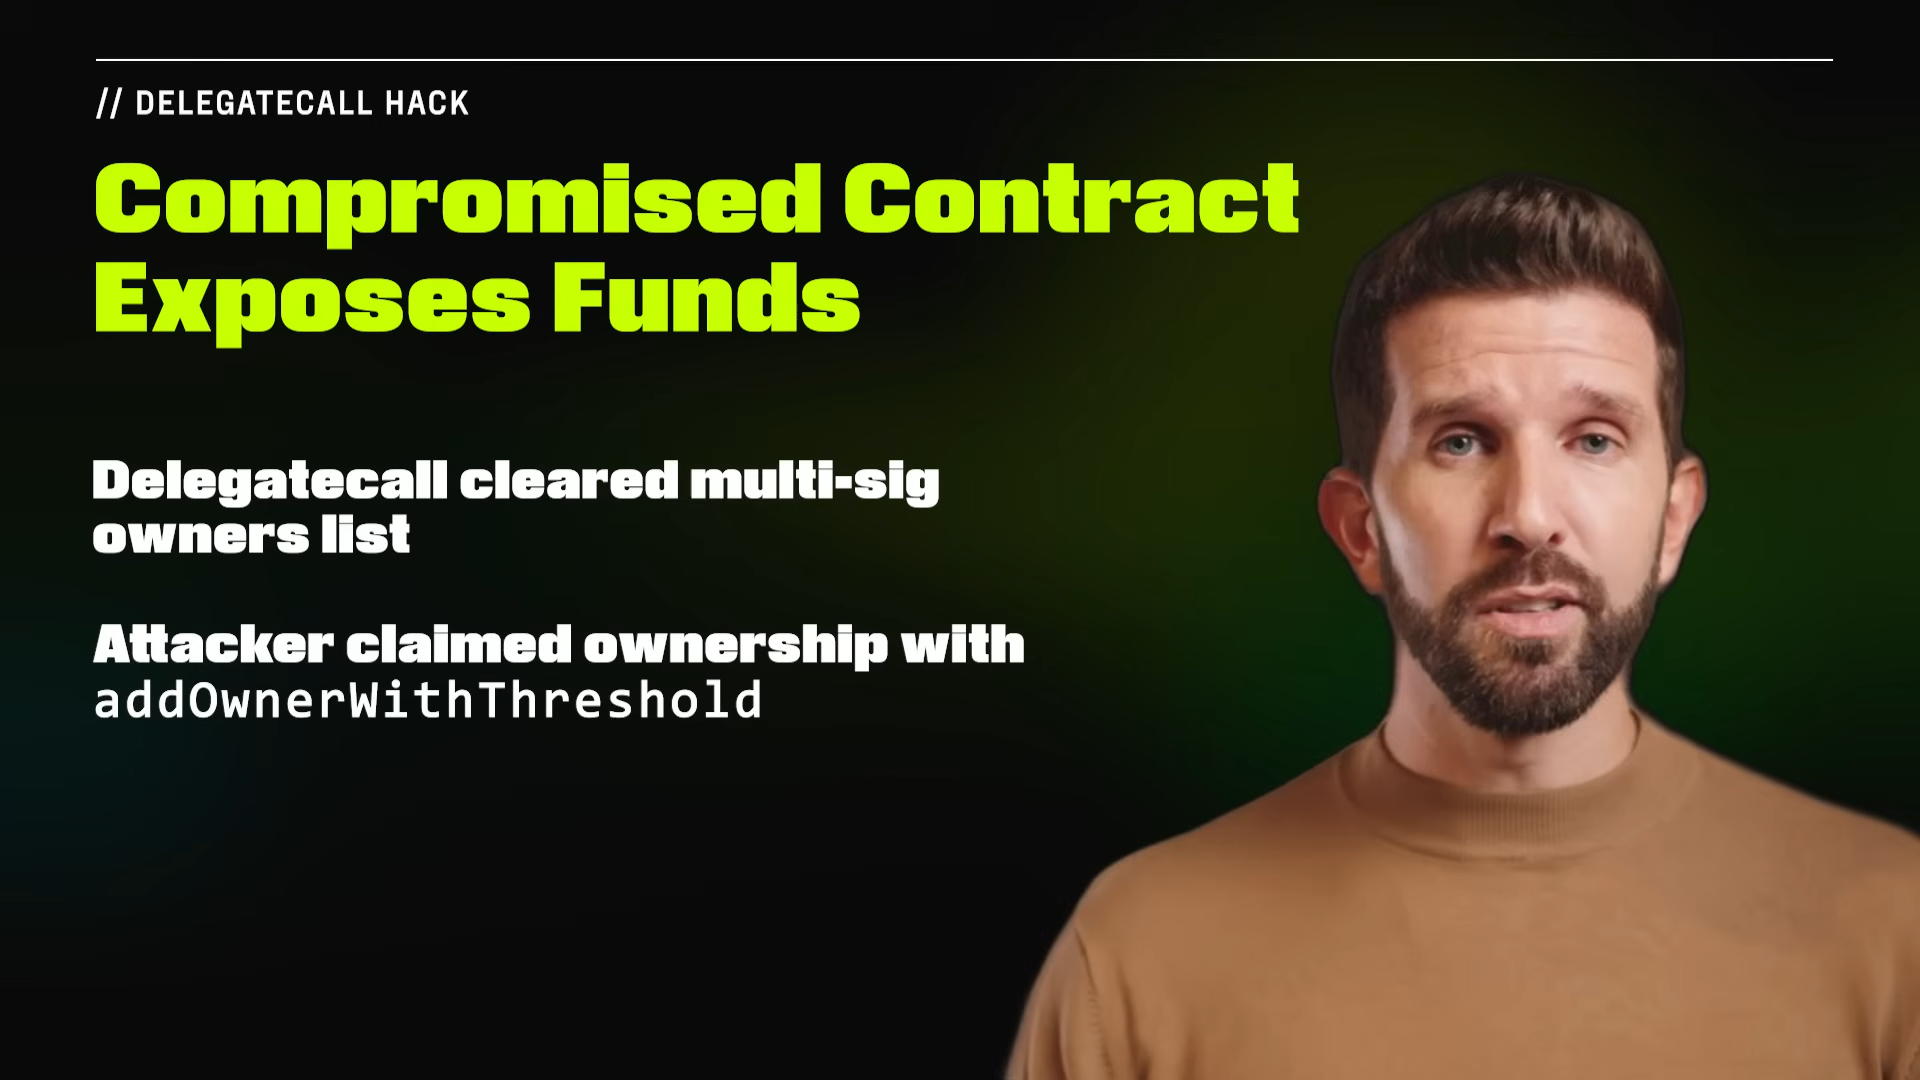 // DELEGATECALL HACK
Compromised Contract
Exposes Funds
Delegatecall cleared multi-sig
owners list
Attacker claimed ownership with
addOwnerWithThreshold